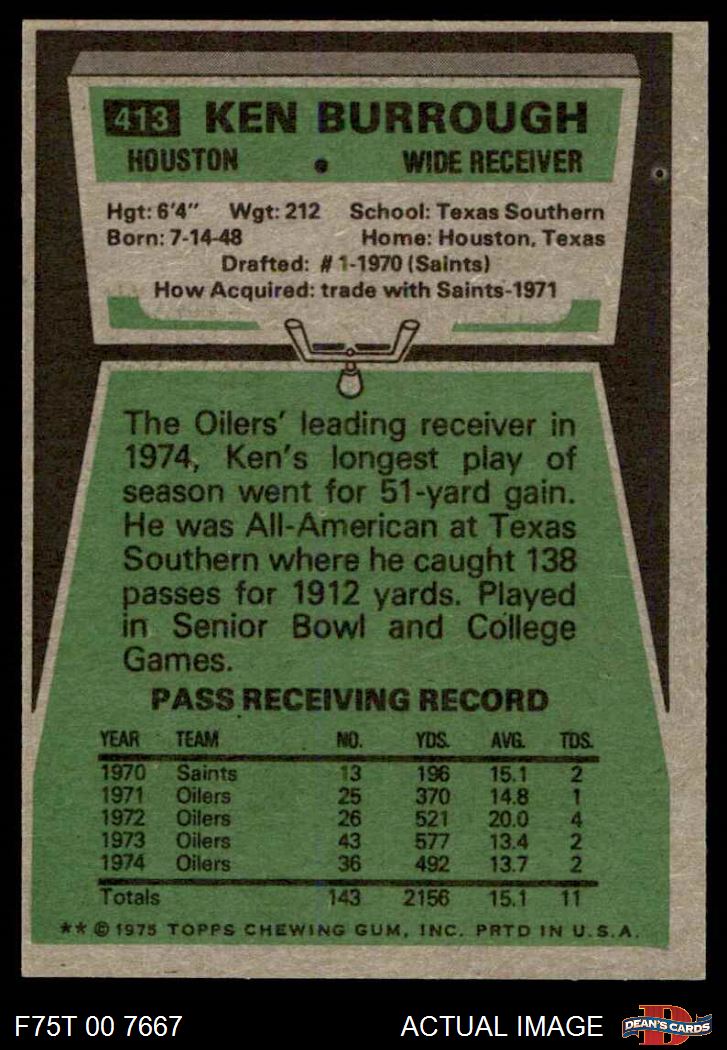 413 KEN BURROUGH
HOUSTON • WIDE RECEIVER
Hgt: 6'4" Wgt: 212 School: Texas Southern
Born: 7-14-48 Home: Houston, Texas
Drafted: #1-1970 (Saints)
How Acquired: trade with Saints-1971
The Oilers' leading receiver in
1974, Ken's longest play of
season went for 51-yard gain.
He was All-American at Texas
Southern where he caught 138
passes for 1912 yards. Played
in Senior Bowl and College
Games.
PASS RECEIVING RECORD
YEAR TEAM NO. YDS. AVG. TDS.
1970 Saints 13 196 15.1 2
1971 Oilers 25 370 14.8 1
1972 Oilers 26 521 20.0 4
1973 Oilers 43 577 13.4 2
1974 Oilers 36 492 13.7 2
Totals 143 2156 15.1 11
** © 1975 TOPPS CHEWING GUM, INC. PRTD IN U.S.A.
F75T 00 7667 ACTUAL IMAGE D DEAN'S CARDS